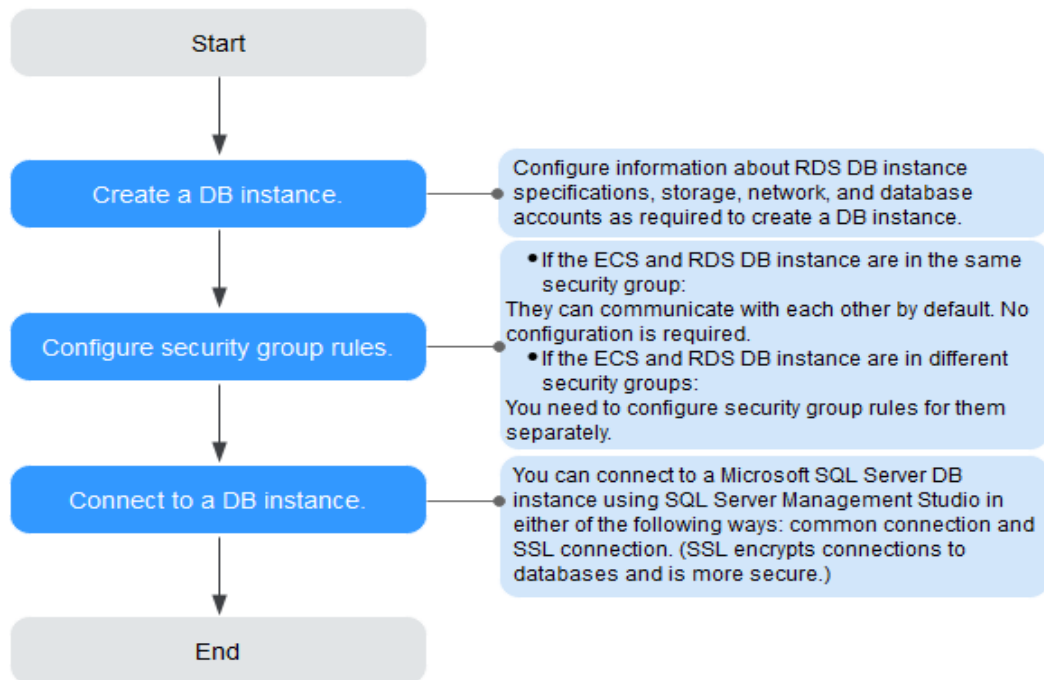 Start
Create a DB instance.
Configure information about RDS DB instance
specifications, storage, network, and database
accounts as required to create a DB instance.
Configure security group rules.
•If the ECS and RDS DB instance are in the same
security group:
They can communicate with each other by default. No
configuration is required.
•If the ECS and RDS DB instance are in different
security groups:
You need to configure security group rules for them
separately.
Connect to a DB instance.
You can connect to a Microsoft SQL Server DB
instance using SQL Server Management Studio in
either of the following ways: common connection and
SSL connection. (SSL encrypts connections to
databases and is more secure.)
End